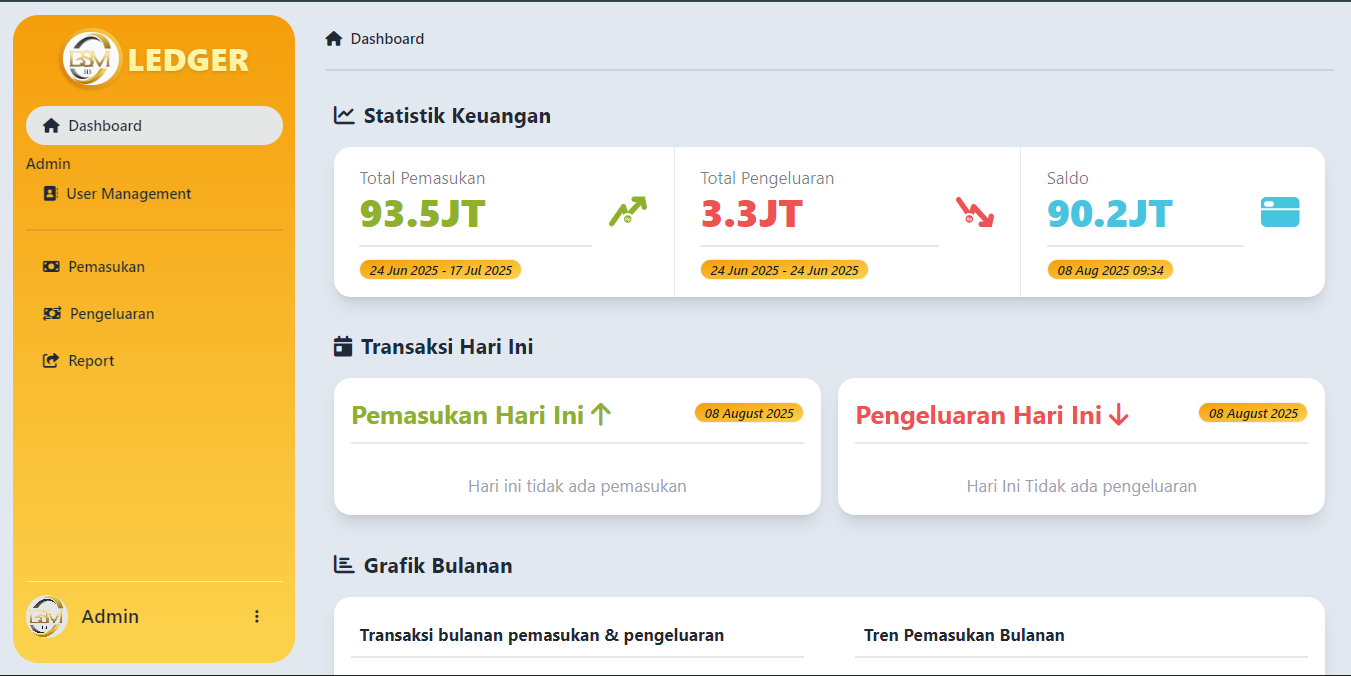 BSM
313
LEDGER
Dashboard
Admin
User Management
Pemasukan
Pengeluaran
Report
BSM
Admin
Dashboard
Statistik Keuangan
Total Pemasukan
93.5JT
24 Jun 2025 - 17 Jul 2025
Total Pengeluaran
3.3JT
24 Jun 2025 - 24 Jun 2025
Saldo
90.2JT
08 Aug 2025 09:34
Transaksi Hari Ini
Pemasukan Hari Ini
08 August 2025
Hari ini tidak ada pemasukan
Pengeluaran Hari Ini
08 August 2025
Hari Ini Tidak ada pengeluaran
Grafik Bulanan
Transaksi bulanan pemasukan & pengeluaran
Tren Pemasukan Bulanan